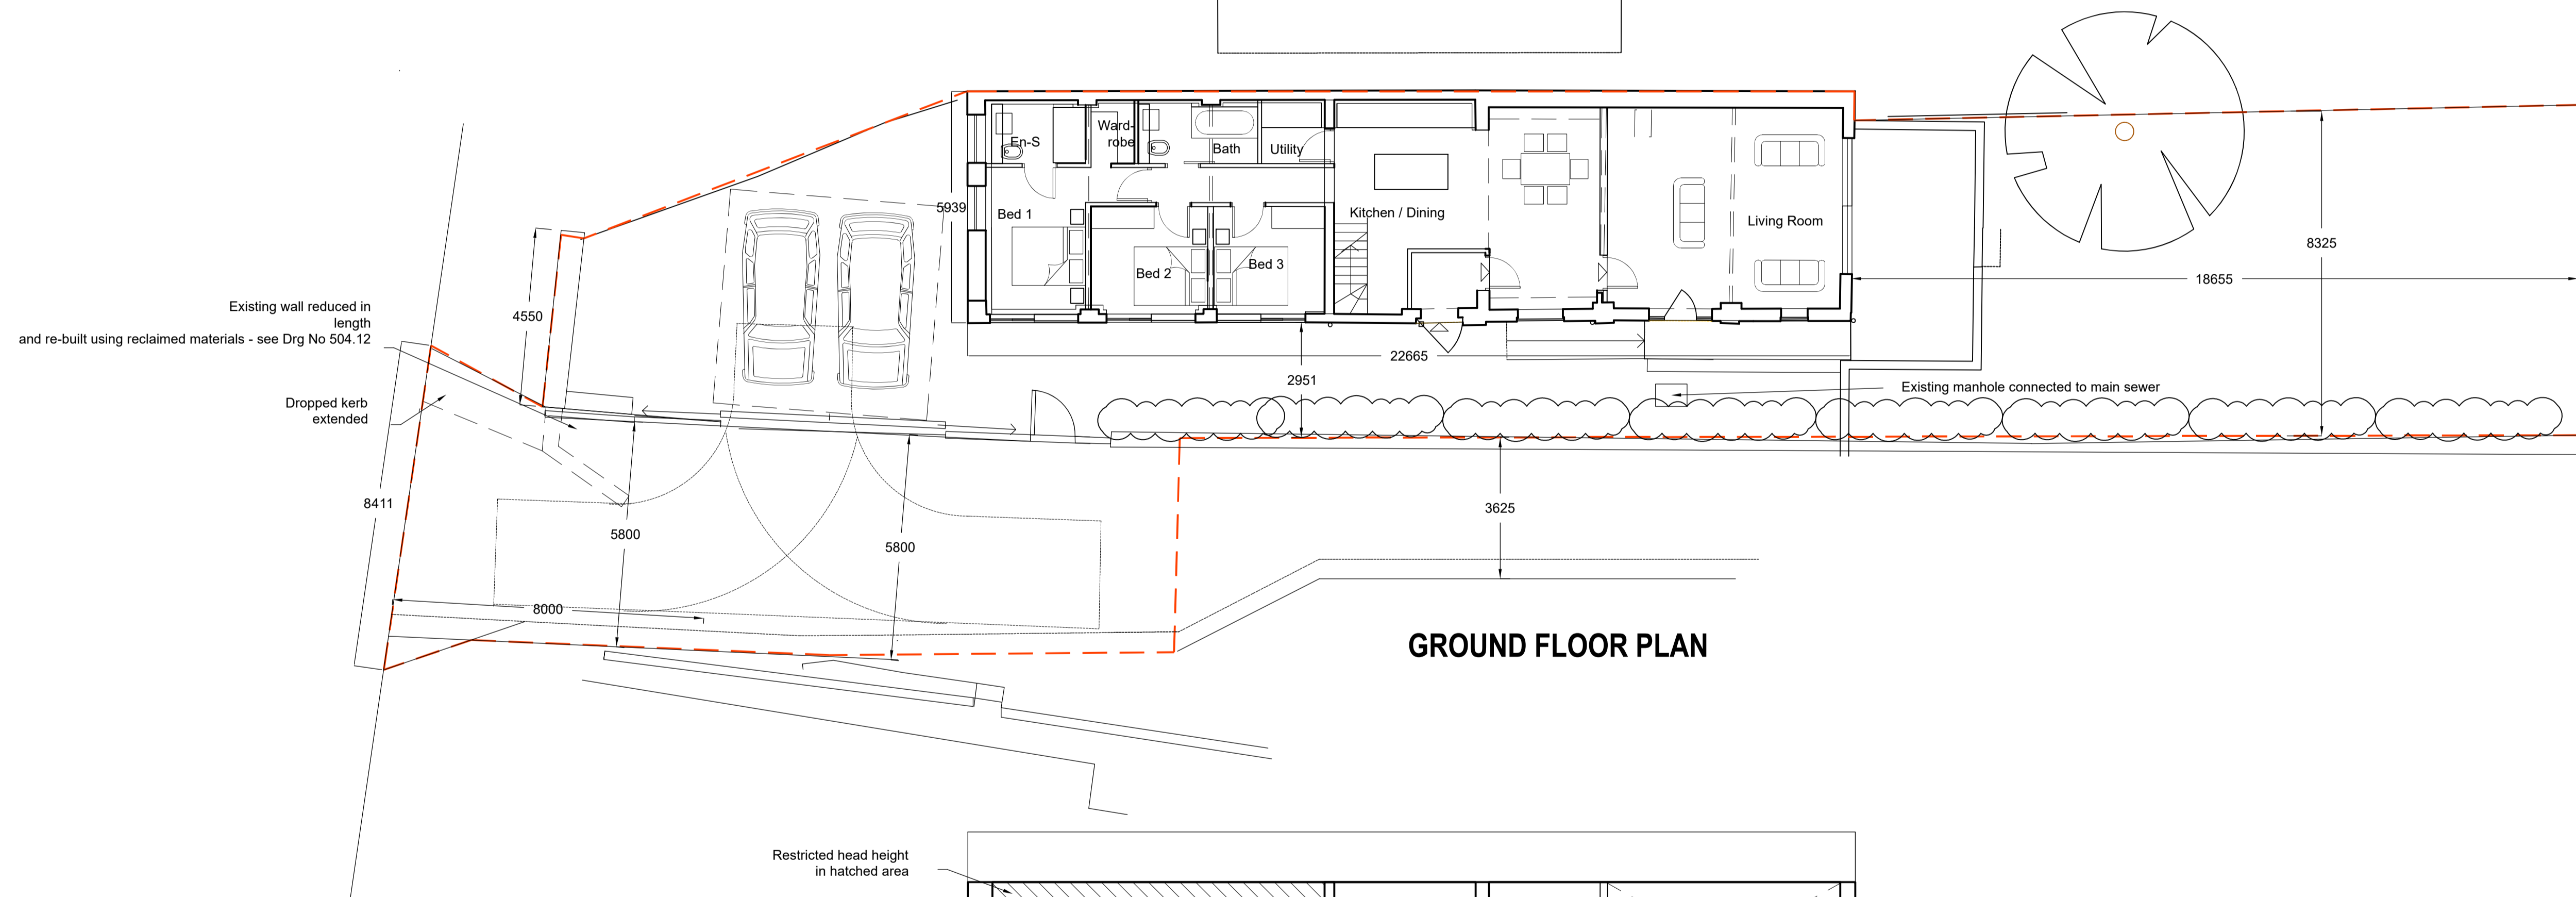 En-S
Ward-
robe
Bath
Utility
5939
Bed 1
Kitchen / Dining
Living Room
8325
Bed 2
Bed 3
18655
Existing wall reduced in
length
and re-built using reclaimed materials - see Drg No 504.12
4550
22665
2951
Existing manhole connected to main sewer
Dropped kerb
extended
8411
5800
5800
3625
8000
GROUND FLOOR PLAN
Restricted head height
in hatched area